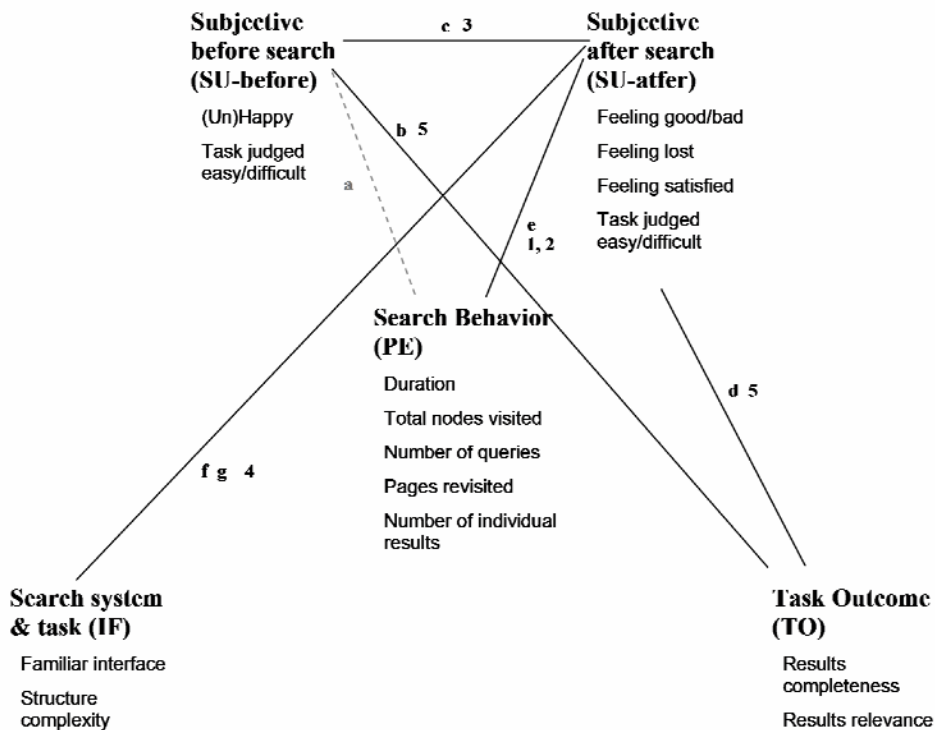 Subjective
before search
(SU-before)
(Un)Happy
Task judged
easy/difficult
c 3
Subjective
after search
(SU-atfer)
Feeling good/bad
Feeling lost
Feeling satisfied
Task judged
easy/difficult
b 5
a
e
1, 2
Search Behavior
(PE)
Duration
Total nodes visited
Number of queries
Pages revisited
Number of individual
results
d 5
f g 4
Search system
& task (IF)
Familiar interface
Structure
complexity
Task Outcome
(TO)
Results
completeness
Results relevance